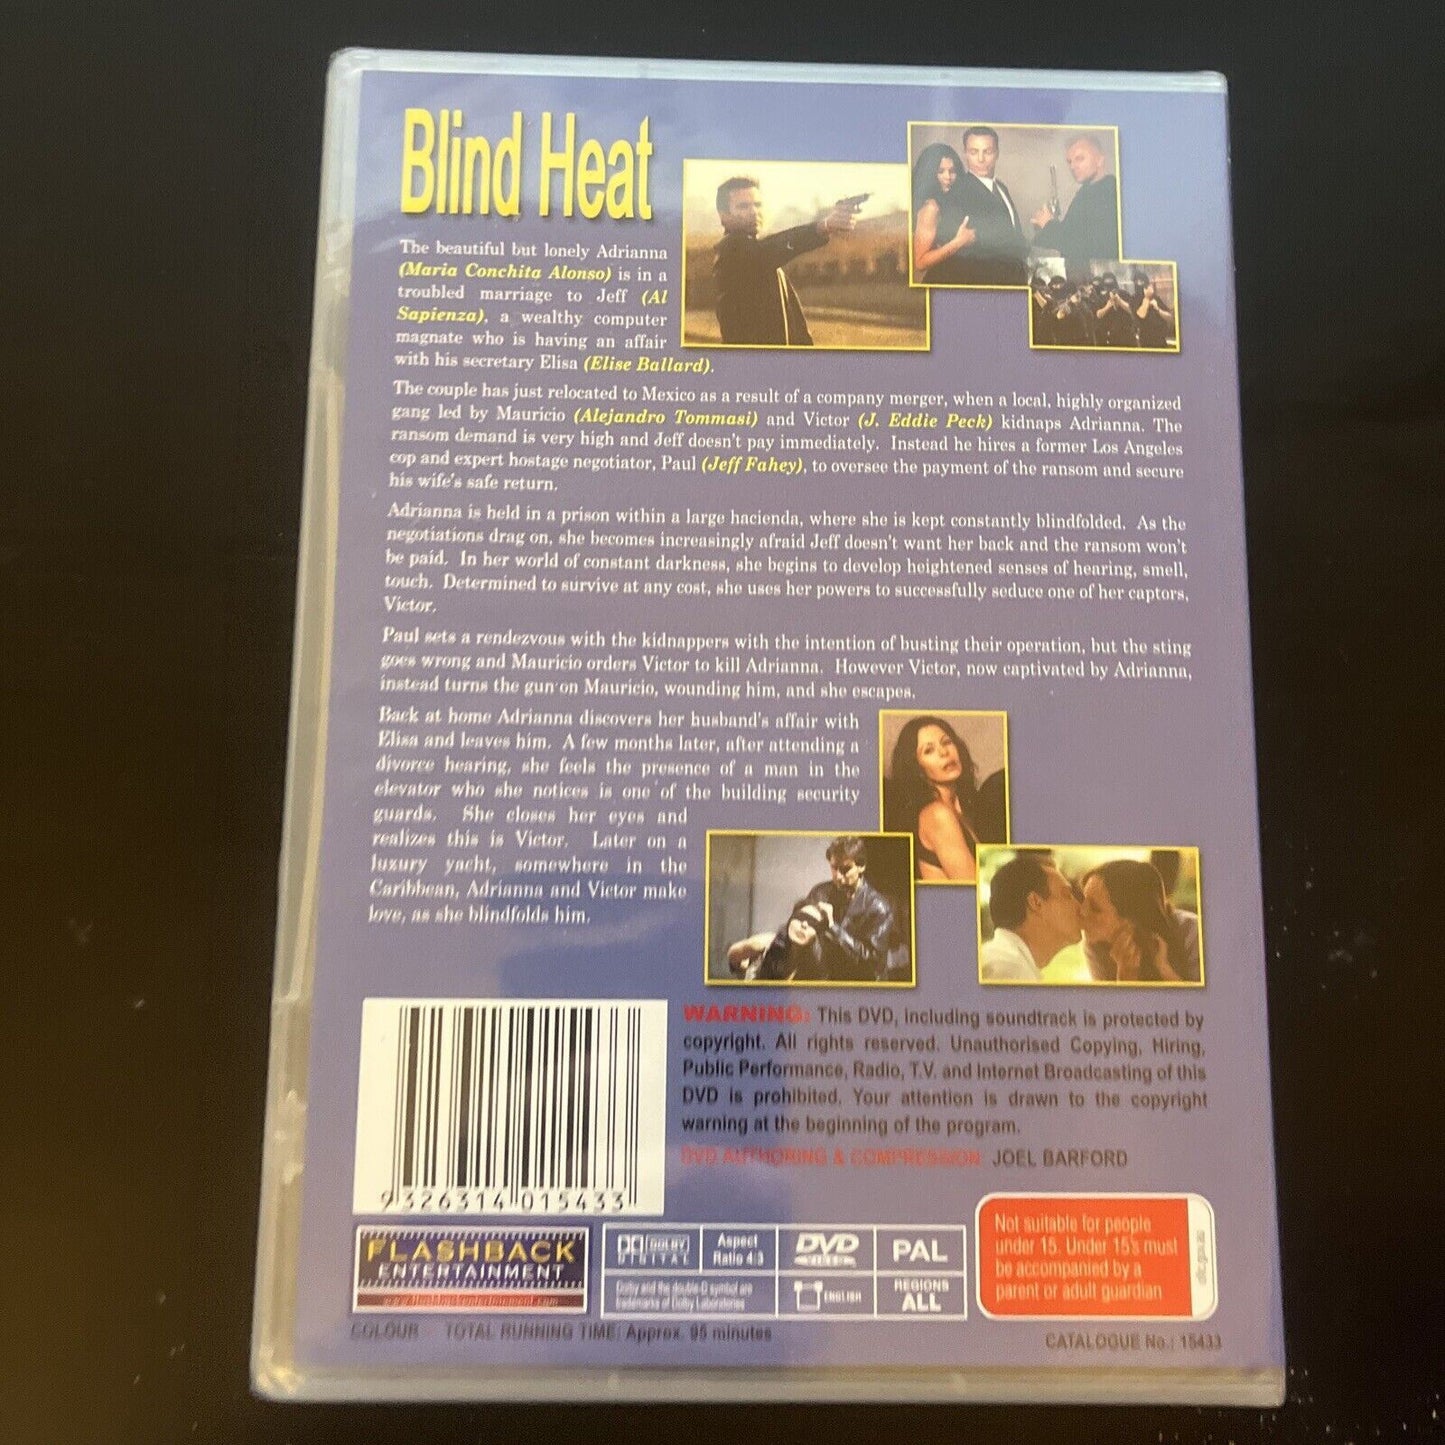 Blind Heat
The beautiful but lonely Adrianna
(Maria Conchita Alonso) is in a
troubled marriage to Jeff (Al
Sapienza), a wealthy computer
magnate who is having an affair
with his secretary Elisa (Elise Ballard).
The couple has just relocated to Mexico as a result of a company merger, when a local, highly organized
gang led by Mauricio (Alejandro Tommasi) and Victor (J. Eddie Peck) kidnaps Adrianna. The
ransom demand is very high and Jeff doesn't pay immediately. Instead he hires a former Los Angeles
cop and expert hostage negotiator, Paul (Jeff Fahey), to oversee the payment of the ransom and secure
his wife's safe return.
Adrianna is held in a prison within a large hacienda, where she is kept constantly blindfolded. As the
negotiations drag on, she becomes increasingly afraid Jeff doesn't want her back and the ransom won't
be paid. In her world of constant darkness, she begins to develop heightened senses of hearing, smell,
touch. Determined to survive at any cost, she uses her powers to successfully seduce one of her captors,
Victor.
Paul sets a rendezvous with the kidnappers with the intention of busting their operation, but the sting
goes wrong and Mauricio orders Victor to kill Adrianna. However Victor, now captivated by Adrianna,
instead turns the gun on Mauricio, wounding him, and she escapes.
Back at home Adrianna discovers her husband's affair with
Elisa and leaves him. A few months later, after attending a
divorce hearing, she feels the presence of a man in the
elevator who she notices is one of the building security
guards. She closes her eyes and
realizes this is Victor. Later on a
luxury yacht, somewhere in the
Caribbean, Adrianna and Victor make
love, as she blindfolds him.
WARNING: This DVD, including soundtrack is protected by
copyright. All rights reserved. Unauthorised Copying, Hiring,
Public Performance, Radio, T.V. and Internet Broadcasting of this
DVD is prohibited. Your attention is drawn to the copyright
warning at the beginning of the program.
DVD AUTHORING & COMPRESSION JOEL BARFORD
9326314015433
FLASHBACK
ENTERTAINMENT
www.flashbackentertainment.com
DOLBY
DIGITAL
Aspect
Ratio 4:3
DVD
VIDEO
PAL
Dolby and the double-D symbol are
trademarks of Dolby Laboratories
ENGLISH
REGIONS
ALL
Not suitable for people
under 15. Under 15s must
be accompanied by a
parent or adult guardian
COLOUR TOTAL RUNNING TIME: Approx. 95 minutes
CATALOGUE No.: 15433